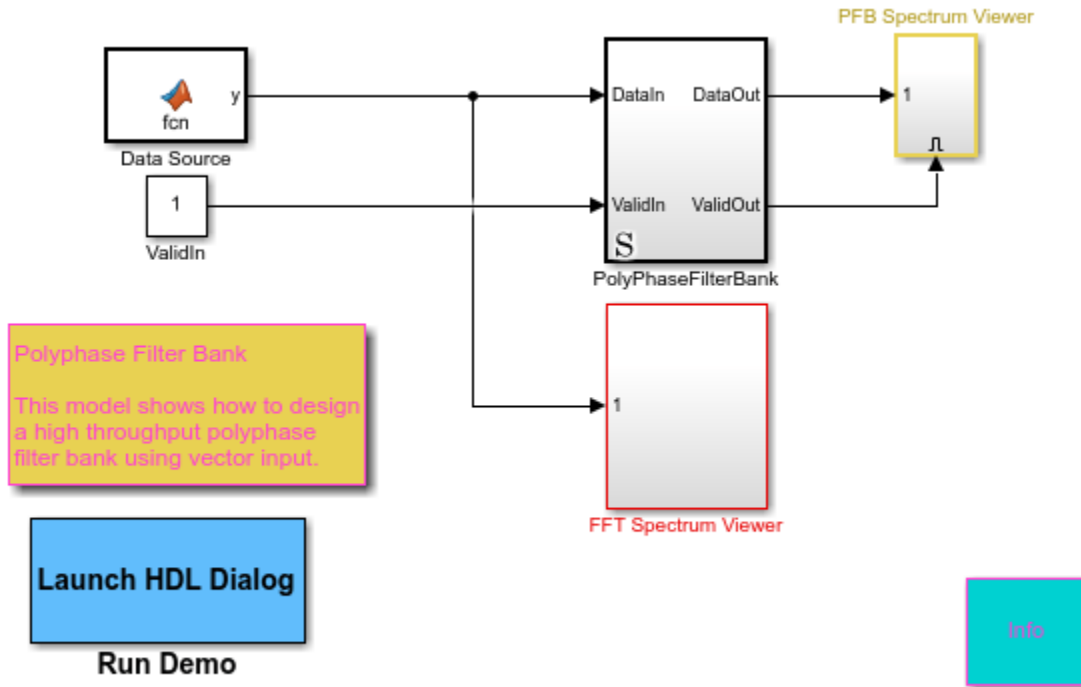 PFB Spectrum Viewer
y
fcn
Data Source
DataIn DataOut
1
1
ValidIn
ValidIn ValidOut
S
PolyPhaseFilterBank
Polyphase Filter Bank
This model shows how to design
a high throughput polyphase
filter bank using vector input.
1
FFT Spectrum Viewer
Launch HDL Dialog
Run Demo
Info